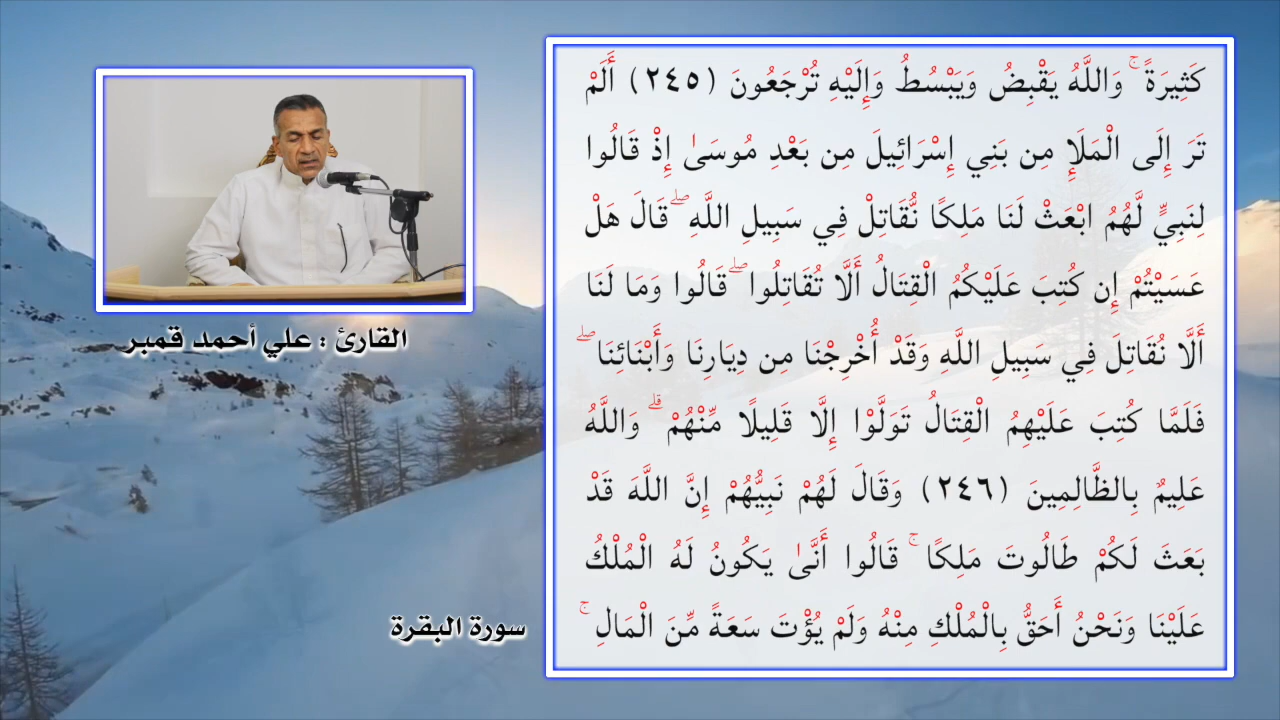 كَثِيرَةً ۚ وَاللَّهُ يَقْبِضُ وَيَبْسُطُ وَإِلَيْهِ تُرْجَعُونَ (٢٤٥) أَلَمْ
تَرَ إِلَى الْمَلَإِ مِن بَنِي إِسْرَائِيلَ مِن بَعْدِ مُوسَىٰ إِذْ قَالُوا
لِنَبِيٍّ لَّهُمُ ابْعَثْ لَنَا مَلِكًا نُّقَاتِلْ فِي سَبِيلِ اللَّهِ ۖ قَالَ هَلْ
عَسَيْتُمْ إِن كُتِبَ عَلَيْكُمُ الْقِتَالُ أَلَّا تُقَاتِلُوا ۖ قَالُوا وَمَا لَنَا
أَلَّا نُقَاتِلَ فِي سَبِيلِ اللَّهِ وَقَدْ أُخْرِجْنَا مِن دِيَارِنَا وَأَبْنَائِنَا ۖ
فَلَمَّا كُتِبَ عَلَيْهِمُ الْقِتَالُ تَوَلَّوْا إِلَّا قَلِيلًا مِّنْهُمْ ۗ وَاللَّهُ
عَلِيمٌ بِالظَّالِمِينَ (٢٤٦) وَقَالَ لَهُمْ نَبِيُّهُمْ إِنَّ اللَّهَ قَدْ
بَعَثَ لَكُمْ طَالُوتَ مَلِكًا ۚ قَالُوا أَنَّىٰ يَكُونُ لَهُ الْمُلْكُ
عَلَيْنَا وَنَحْنُ أَحَقُّ بِالْمُلْكِ مِنْهُ وَلَمْ يُؤْتَ سَعَةً مِّنَ الْمَالِ ۚ
القارئ : علي أحمد قمبر
سورة البقرة